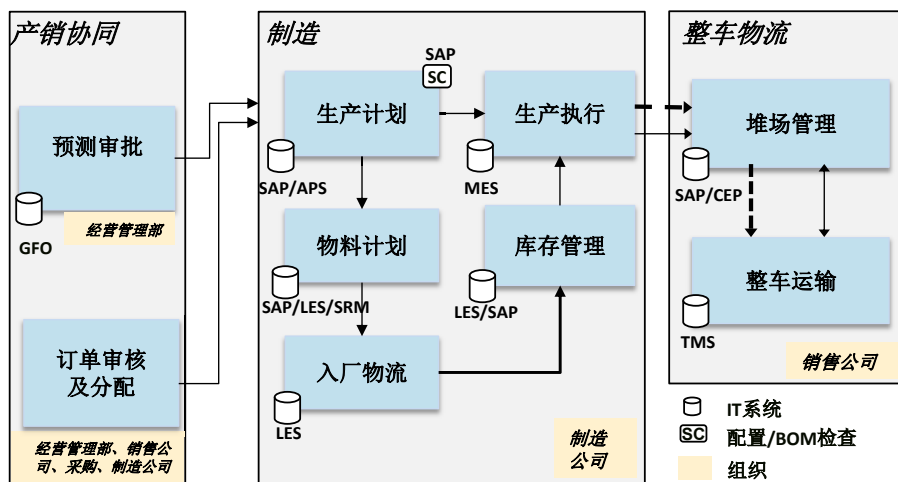 产销协同
预测审批
GFO
经营管理部
订单审核
及分配
经营管理部、销售公
司、采购、制造公司
制造
SAP
SC
生产计划
SAP/APS
生产执行
MES
物料计划
SAP/LES/SRM
库存管理
LES/SAP
入厂物流
LES
制造
公司
整车物流
堆场管理
SAP/CEP
整车运输
TMS
销售公司
IT系统
SC 配置/BOM检查
组织